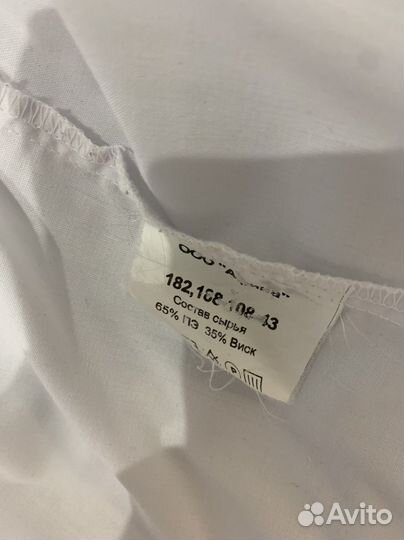 ООО
182,108 108 43
Состав сырья
65% ПЭ 35% Виск
P
Avito